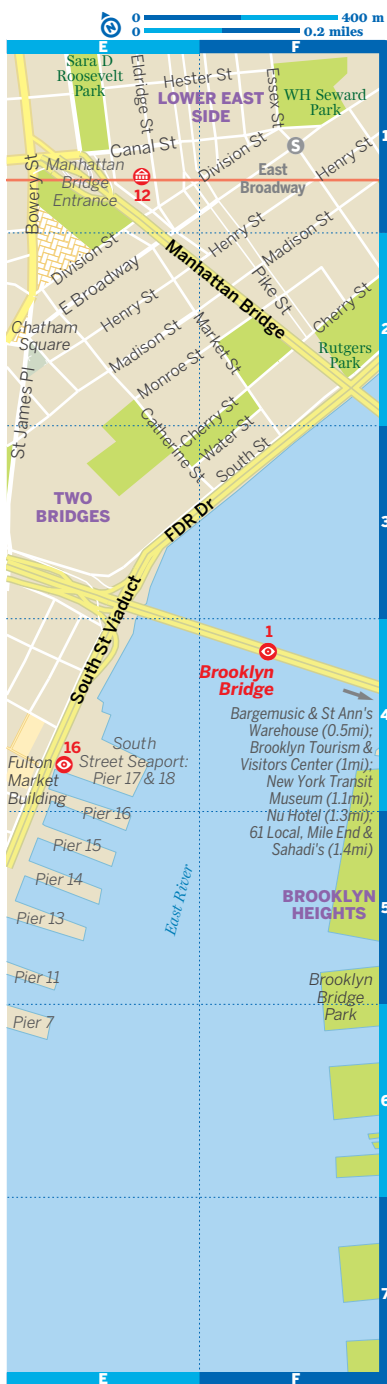 0 400 m
0 0.2 miles
E F
Sara D
Roosevelt
Park
Eldridge St
Hester St
Essex St
LOWER EAST
SIDE
WH Seward
Park
1
Canal St
Division St
S
East
Broadway
Henry St
Bowery St
Manhattan
Bridge
Entrance
12
Division St
E Broadway
Henry St
Manhattan Bridge
Henry St
Madison St
Pike St
Cherry St
2
Chatham
Square
Madison St
Monroe St
Market St
Rutgers
Park
St James Pl
Catherine St
Cherry St
Water St
South St
TWO
BRIDGES
FDR Dr
3
South St Viaduct
1
Brooklyn
Bridge
4
Bargemusic & St Ann's
Warehouse (0.5mi);
Brooklyn Tourism &
Visitors Center (1mi);
New York Transit
Museum (1.1mi);
Nu Hotel (1.3mi);
61 Local, Mile End &
Sahadi's (1.4mi)
16
Fulton
Market
Building
South
Street Seaport:
Pier 17 & 18
Pier 16
Pier 15
Pier 14
Pier 13
East River
BROOKLYN
HEIGHTS
5
Pier 11
Pier 7
Brooklyn
Bridge
Park
6
7
E F